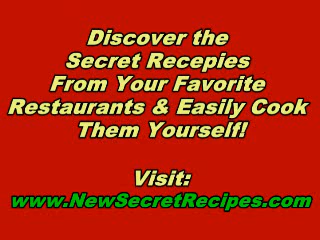 Discover the
Secret Recepies
From Your Favorite
Restaurants & Easily Cook
Them Yourself!
Visit:
www.NewSecretRecipes.com